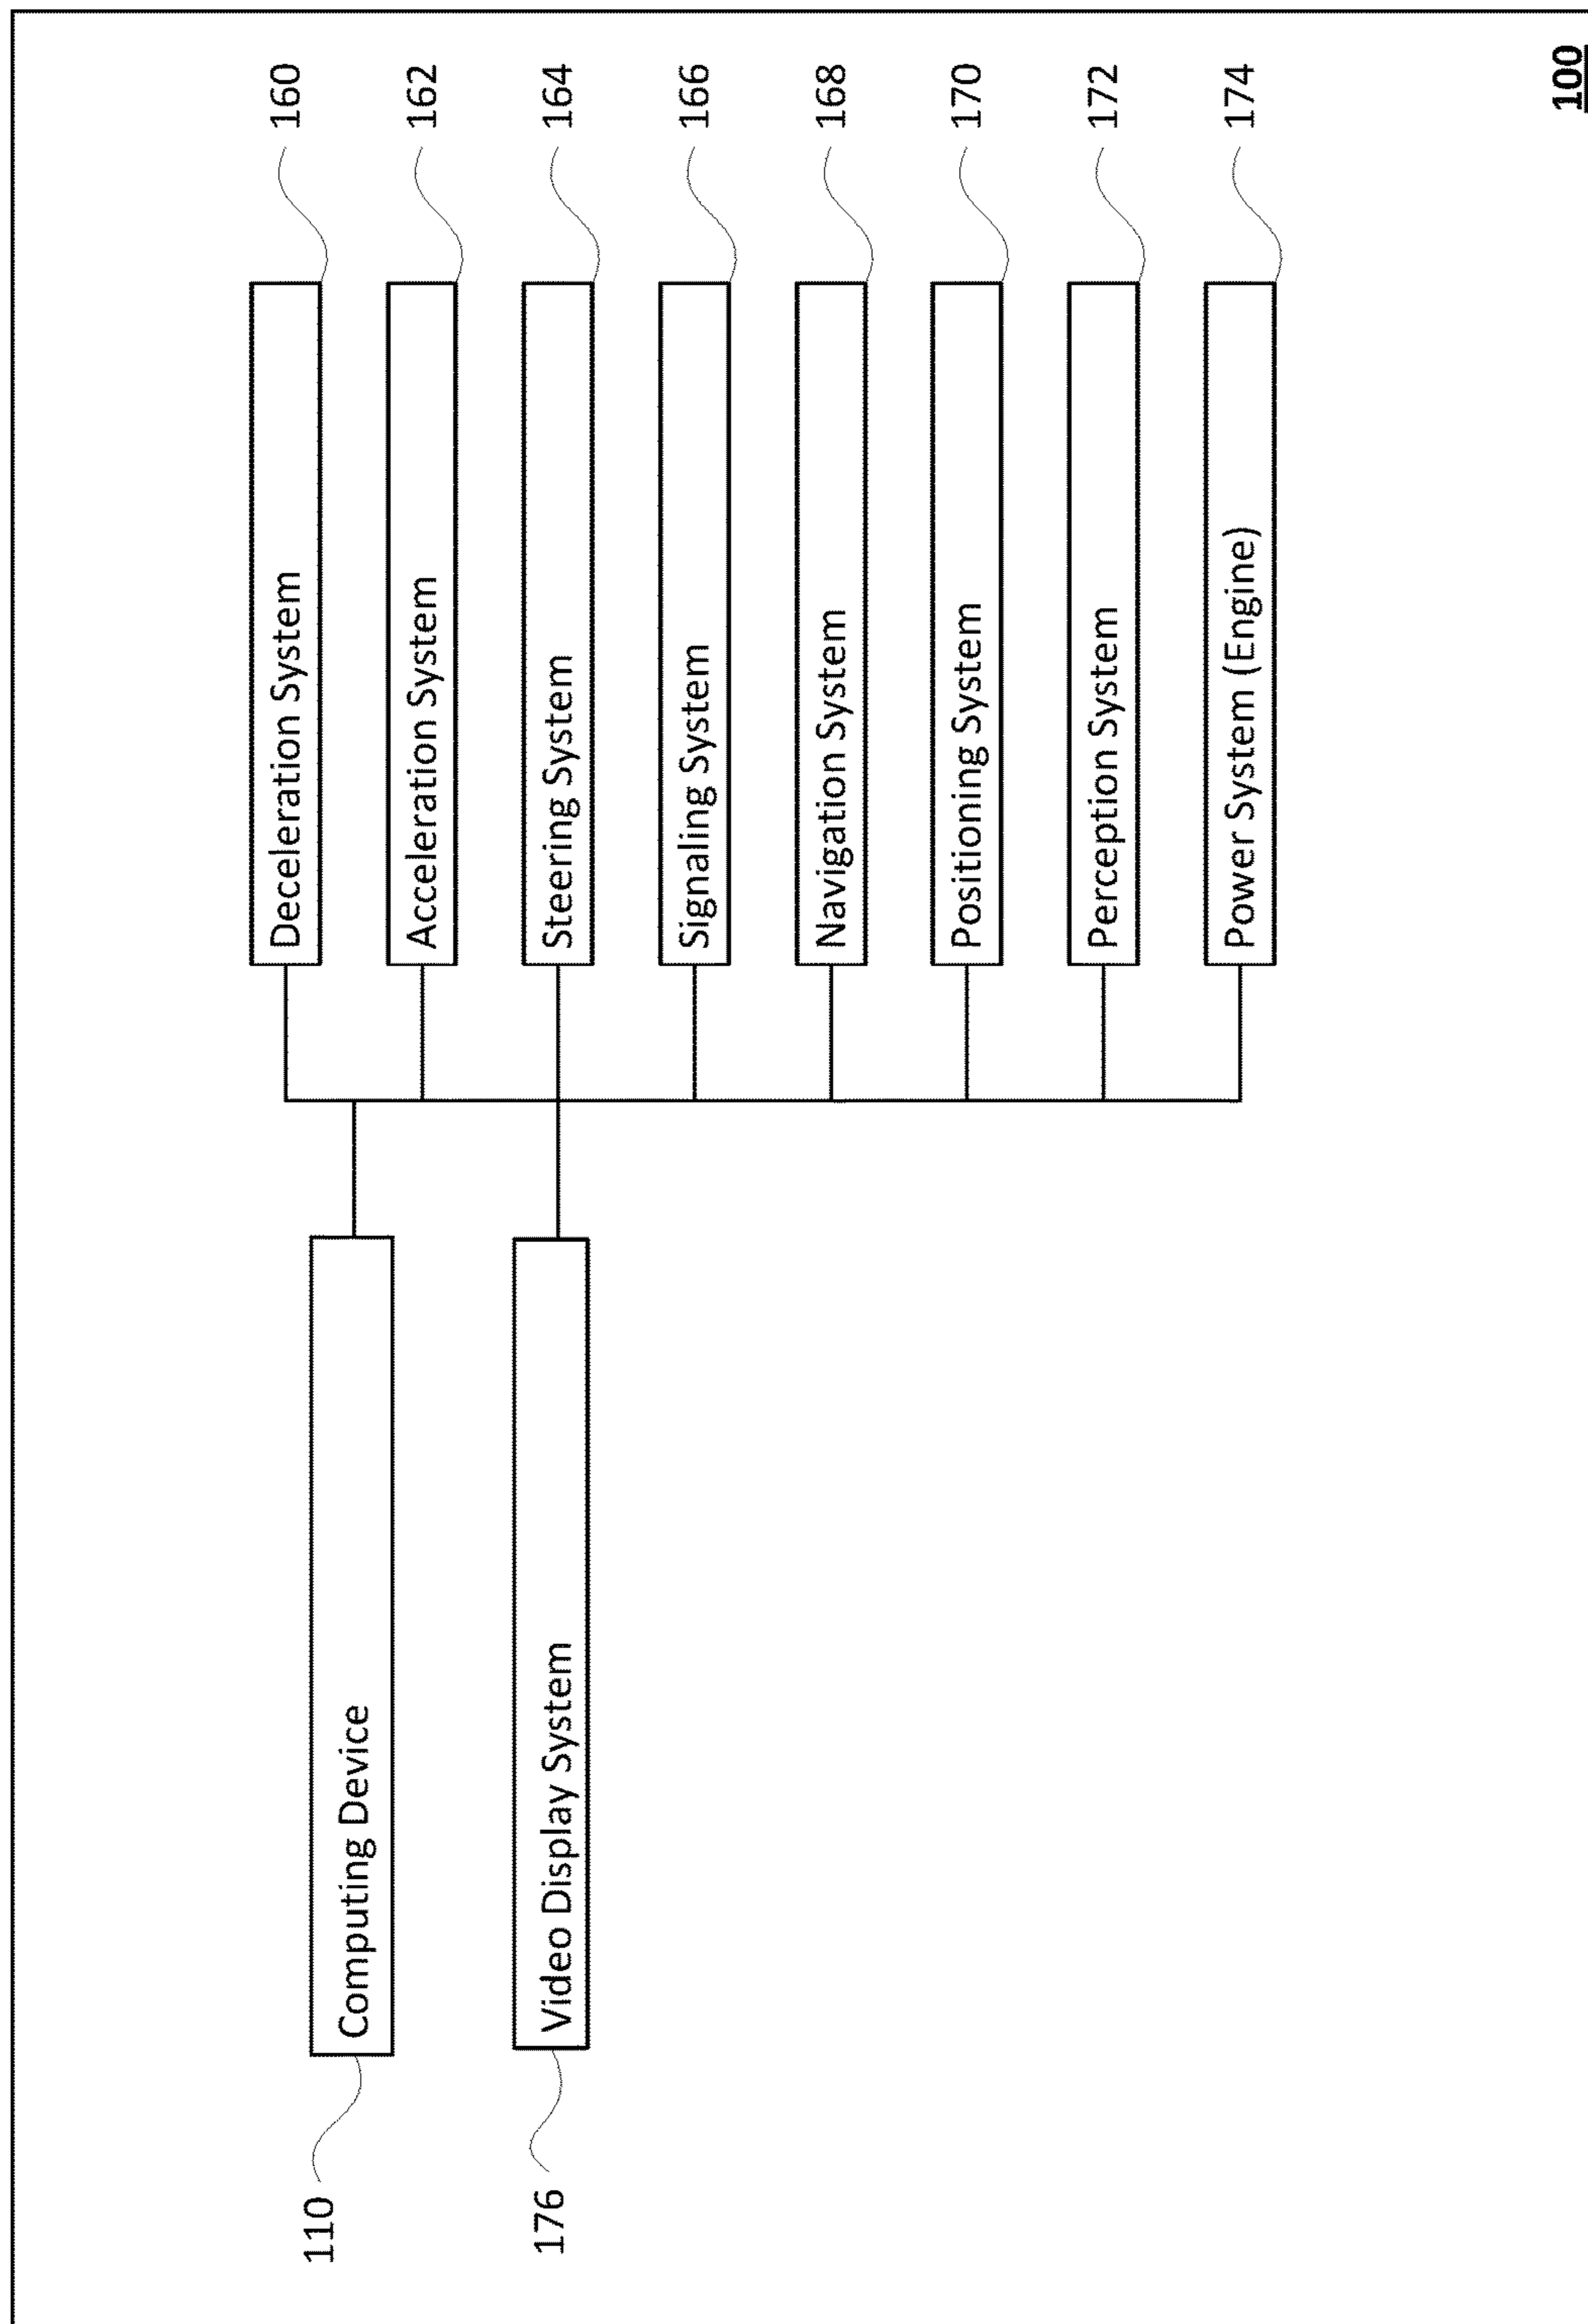 110
Computing Device
176
Video Display System
Deceleration System
160
Acceleration System
162
Steering System
164
Signaling System
166
Navigation System
168
Positioning System
170
Perception System
172
Power System (Engine)
174
100